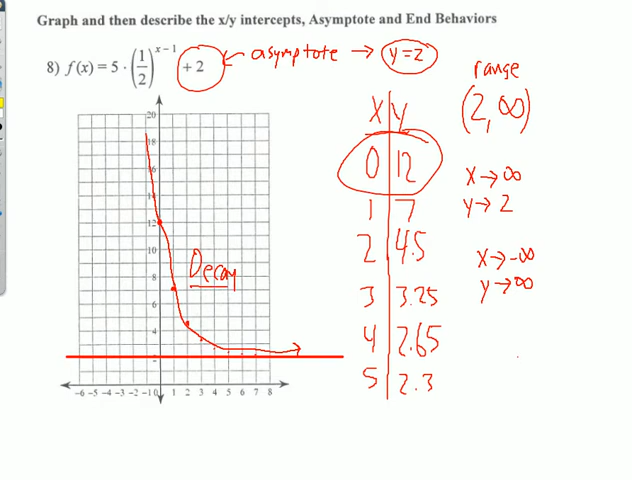 Graph and then describe the x/y intercepts, Asymptote and End Behaviors
8) f(x) = 5 · (1/2)^(x − 1) + 2
asymptote → y=2
range
(2, ∞)
x y
0 12
1 7
2 4.5
3 3.25
4 2.65
5 2.3
x → ∞
y → 2
x → -∞
y → ∞
Decay
20
18
16
14
12
10
8
6
4
-6 -5 -4 -3 -2 -1 0 1 2 3 4 5 6 7 8